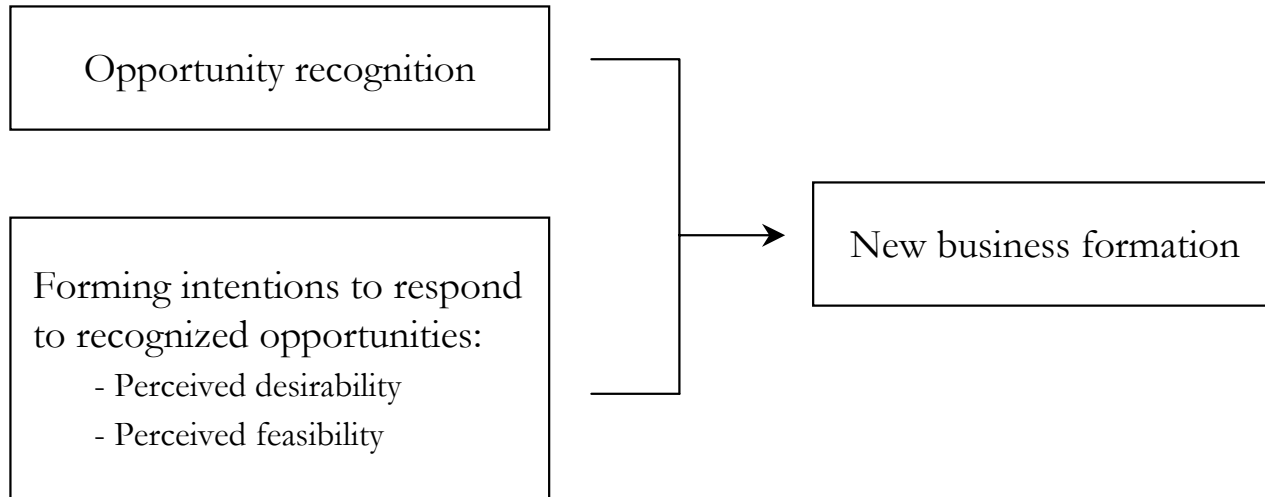 Opportunity recognition
Forming intentions to respond
to recognized opportunities:
- Perceived desirability
- Perceived feasibility
New business formation